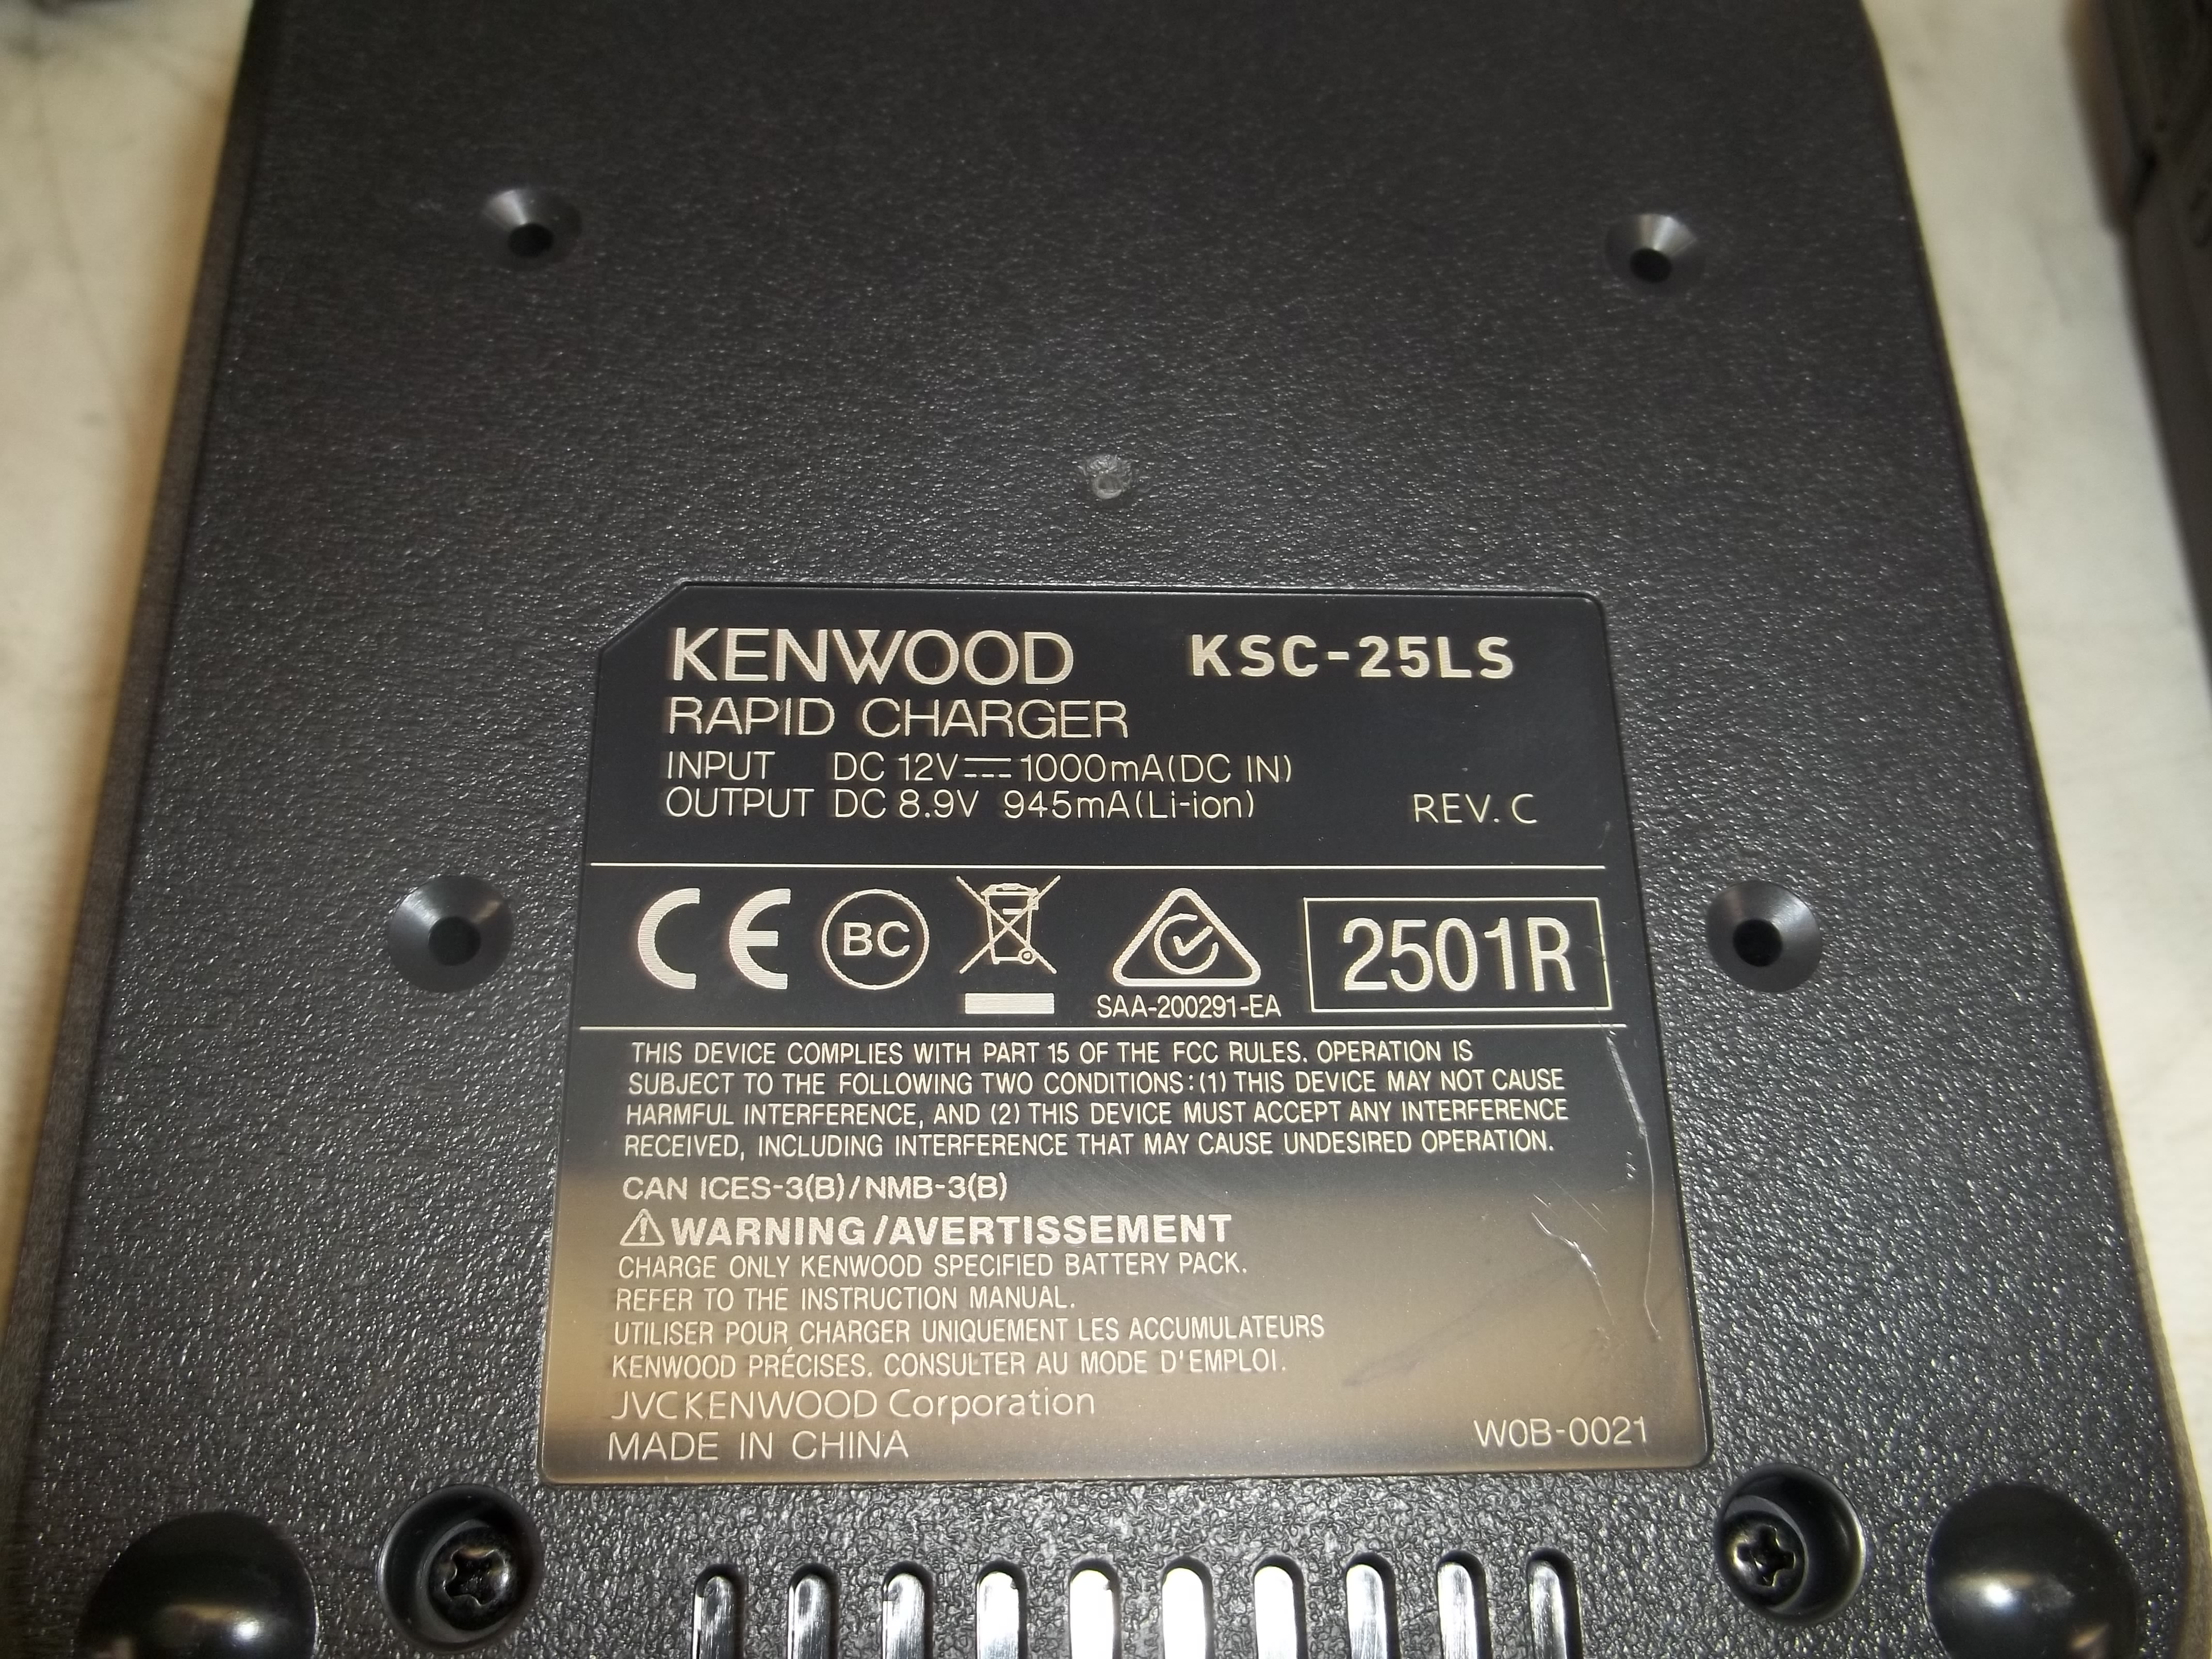 KENWOOD KSC-25LS
RAPID CHARGER
INPUT DC 12V⎓1000mA(DC IN)
OUTPUT DC 8.9V 945mA(Li-ion) REV. C
CE BC SAA-200291-EA 2501R
THIS DEVICE COMPLIES WITH PART 15 OF THE FCC RULES. OPERATION IS
SUBJECT TO THE FOLLOWING TWO CONDITIONS:(1) THIS DEVICE MAY NOT CAUSE
HARMFUL INTERFERENCE, AND (2) THIS DEVICE MUST ACCEPT ANY INTERFERENCE
RECEIVED, INCLUDING INTERFERENCE THAT MAY CAUSE UNDESIRED OPERATION.
CAN ICES-3(B)/NMB-3(B)
⚠WARNING/AVERTISSEMENT
CHARGE ONLY KENWOOD SPECIFIED BATTERY PACK.
REFER TO THE INSTRUCTION MANUAL.
UTILISER POUR CHARGER UNIQUEMENT LES ACCUMULATEURS
KENWOOD PRÉCISES. CONSULTER AU MODE D'EMPLOI.
JVCKENWOOD Corporation
MADE IN CHINA W0B-0021